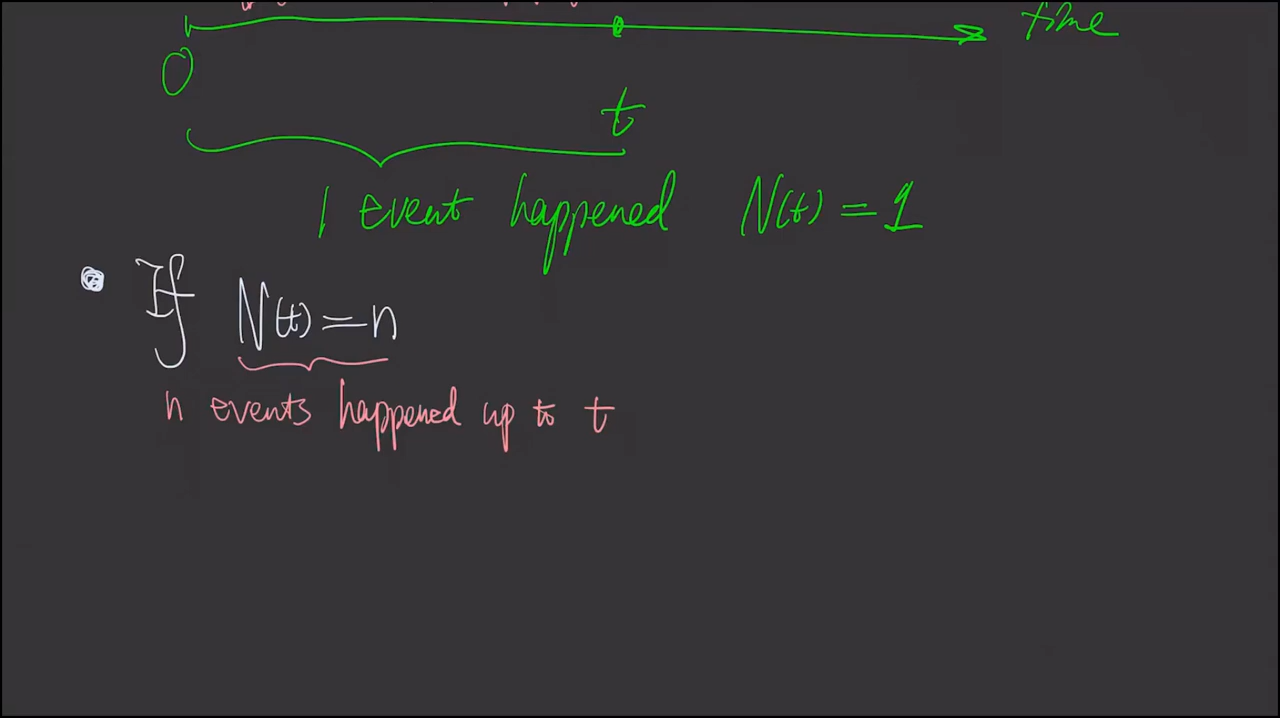 time
0
t
1 event happened N(t) = 1
If N(t) = n
n events happened up to t